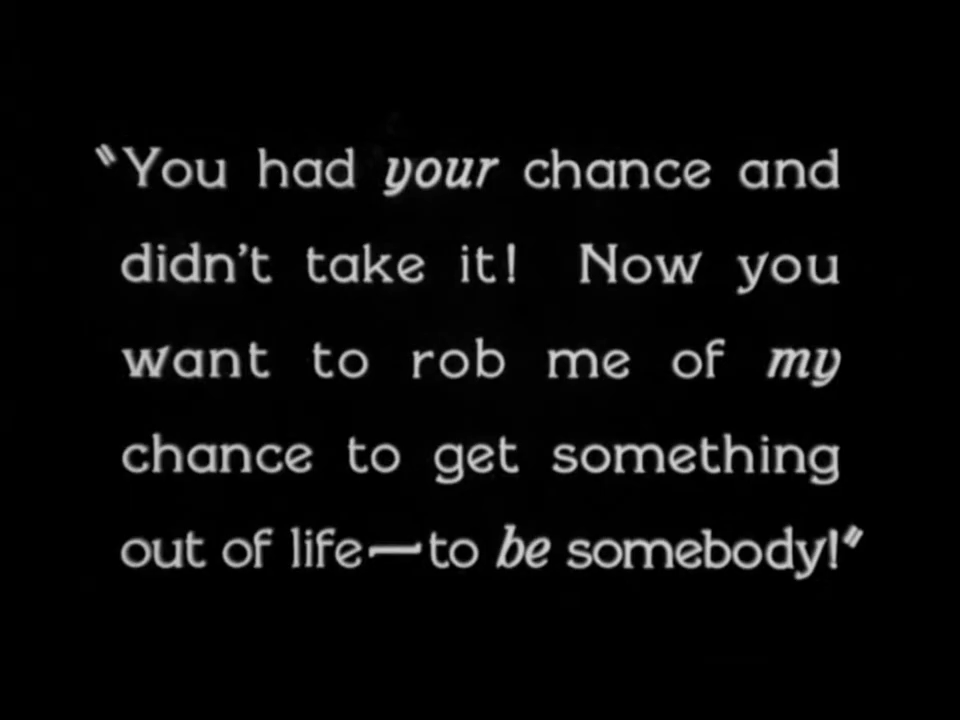 "You had your chance and
didn't take it! Now you
want to rob me of my
chance to get something
out of life—to be somebody!"